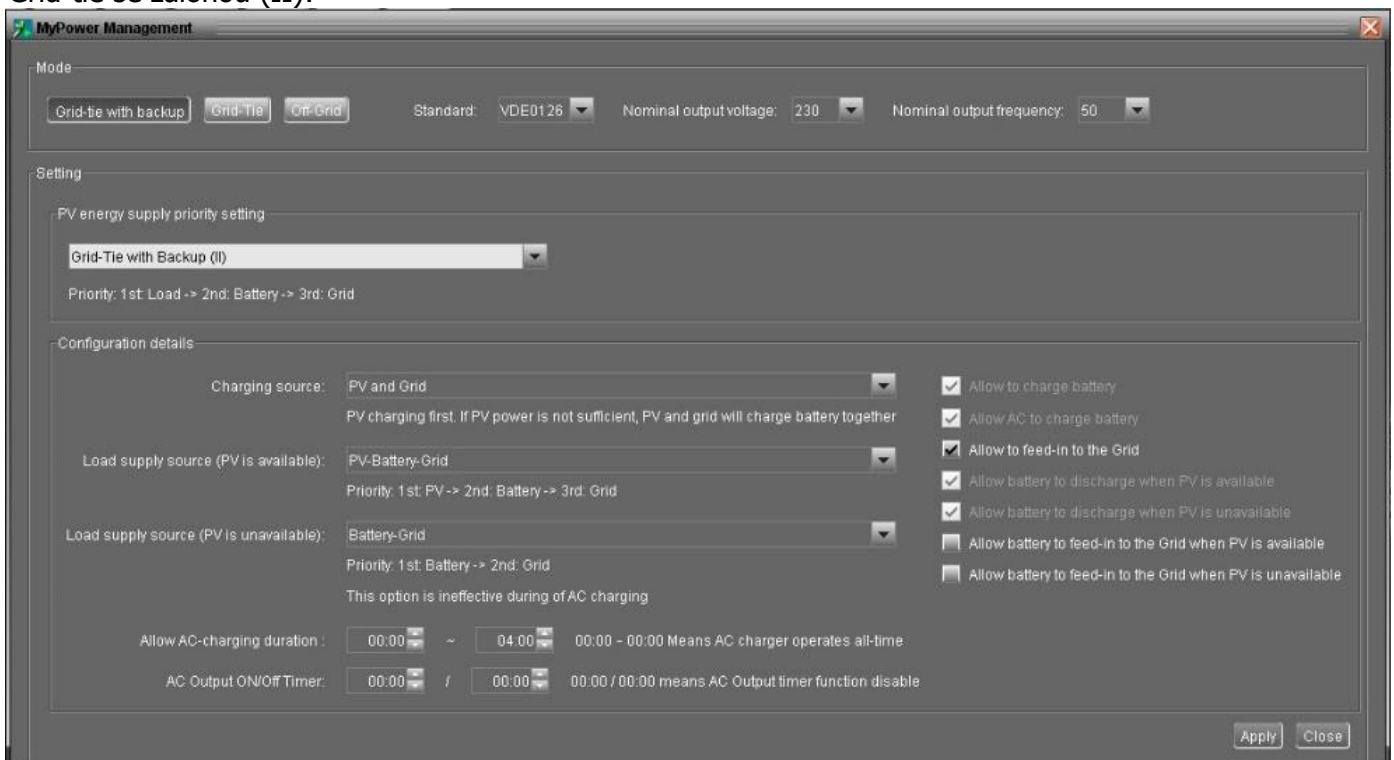 Grid-tie se zálohou (II).
MyPower Management
Mode
Grid-tie with backup Grid-Tie Off-Grid Standard: VDE0126 Nominal output voltage: 230 Nominal output frequency: 50
Setting
PV energy supply priority setting
Grid-Tie with Backup (II)
Priority: 1st: Load -> 2nd: Battery -> 3rd: Grid
Configuration details
Charging source: PV and Grid Allow to charge battery
PV charging first. If PV power is not sufficient, PV and grid will charge battery together Allow AC to charge battery
Load supply source (PV is available): PV-Battery-Grid Allow to feed-in to the Grid
Priority: 1st: PV-> 2nd: Battery-> 3rd: Grid Allow battery to discharge when PV is available
Allow battery to discharge when PV is unavailable
Load supply source (PV is unavailable): Battery-Grid Allow battery to feed-in to the Grid when PV is available
Priority: 1st: Battery -> 2nd: Grid Allow battery to feed-in to the Grid when PV is unavailable
This option is ineffective during of AC charging
Allow AC-charging duration : 00:00 ~ 04:00 00:00 - 00:00 Means AC charger operates all-time
AC Output ON/Off Timer: 00:00 / 00:00 00:00 / 00:00 means AC Output timer function disable
Apply Close